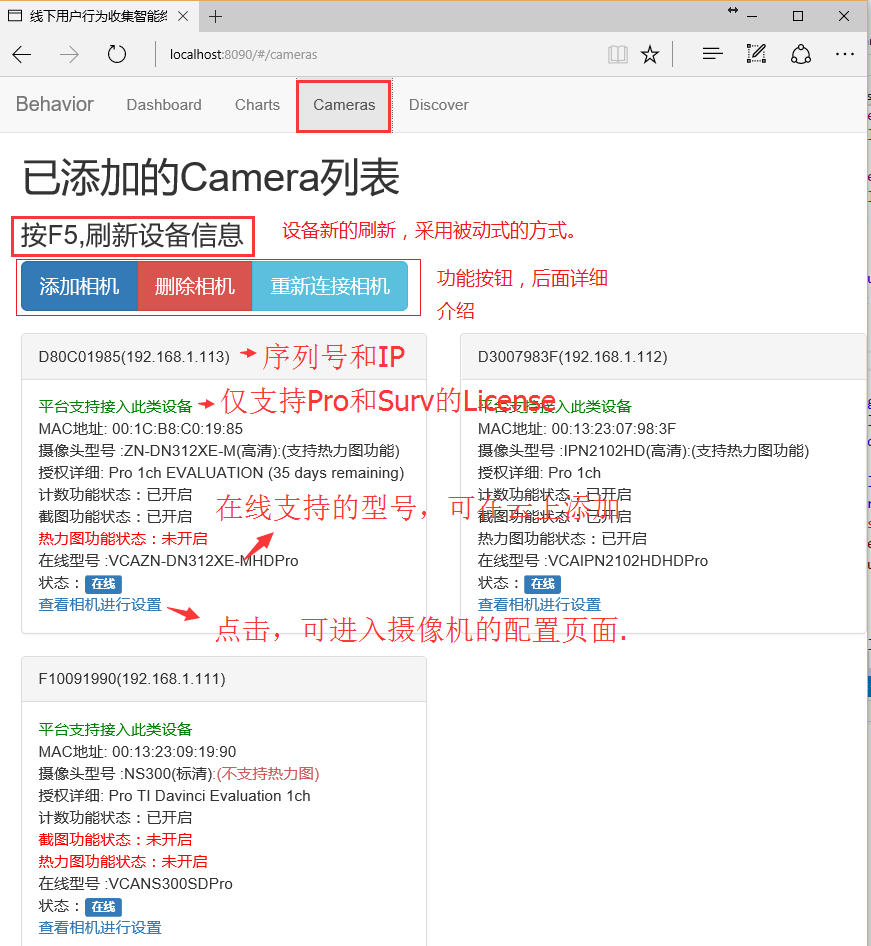 线下用户行为收集智能终
localhost:8090/#/cameras
Behavior Dashboard Charts Cameras Discover
已添加的Camera列表
按F5,刷新设备信息
设备新的刷新，采用被动式的方式。
添加相机 删除相机 重新连接相机
功能按钮，后面详细
介绍
D80C01985(192.168.1.113)
序列号和IP
平台支持接入此类设备
仅支持Pro和Surv的License
MAC地址: 00:1C:B8:C0:19:85
摄像头型号 :ZN-DN312XE-M(高清):(支持热力图功能)
授权详细: Pro 1ch EVALUATION (35 days remaining)
计数功能状态：已开启
在线支持的型号，可在云上添加
截图功能状态：已开启
热力图功能状态：未开启
在线型号 :VCAZN-DN312XE-MHDPro
状态：在线
查看相机进行设置
点击，可进入摄像机的配置页面.
D3007983F(192.168.1.112)
平台支持接入此类设备
MAC地址: 00:13:23:07:98:3F
摄像头型号 :IPN2102HD(高清):(支持热力图功能)
授权详细: Pro 1ch
计数功能状态：已开启
截图功能状态：已开启
热力图功能状态：已开启
在线型号 :VCAIPN2102HDHDPro
状态：在线
查看相机进行设置
F10091990(192.168.1.111)
平台支持接入此类设备
MAC地址: 00:13:23:09:19:90
摄像头型号 :NS300(标清):(不支持热力图)
授权详细: Pro TI Davinci Evaluation 1ch
计数功能状态：已开启
截图功能状态：未开启
热力图功能状态：未开启
在线型号 :VCANS300SDPro
状态：在线
查看相机进行设置